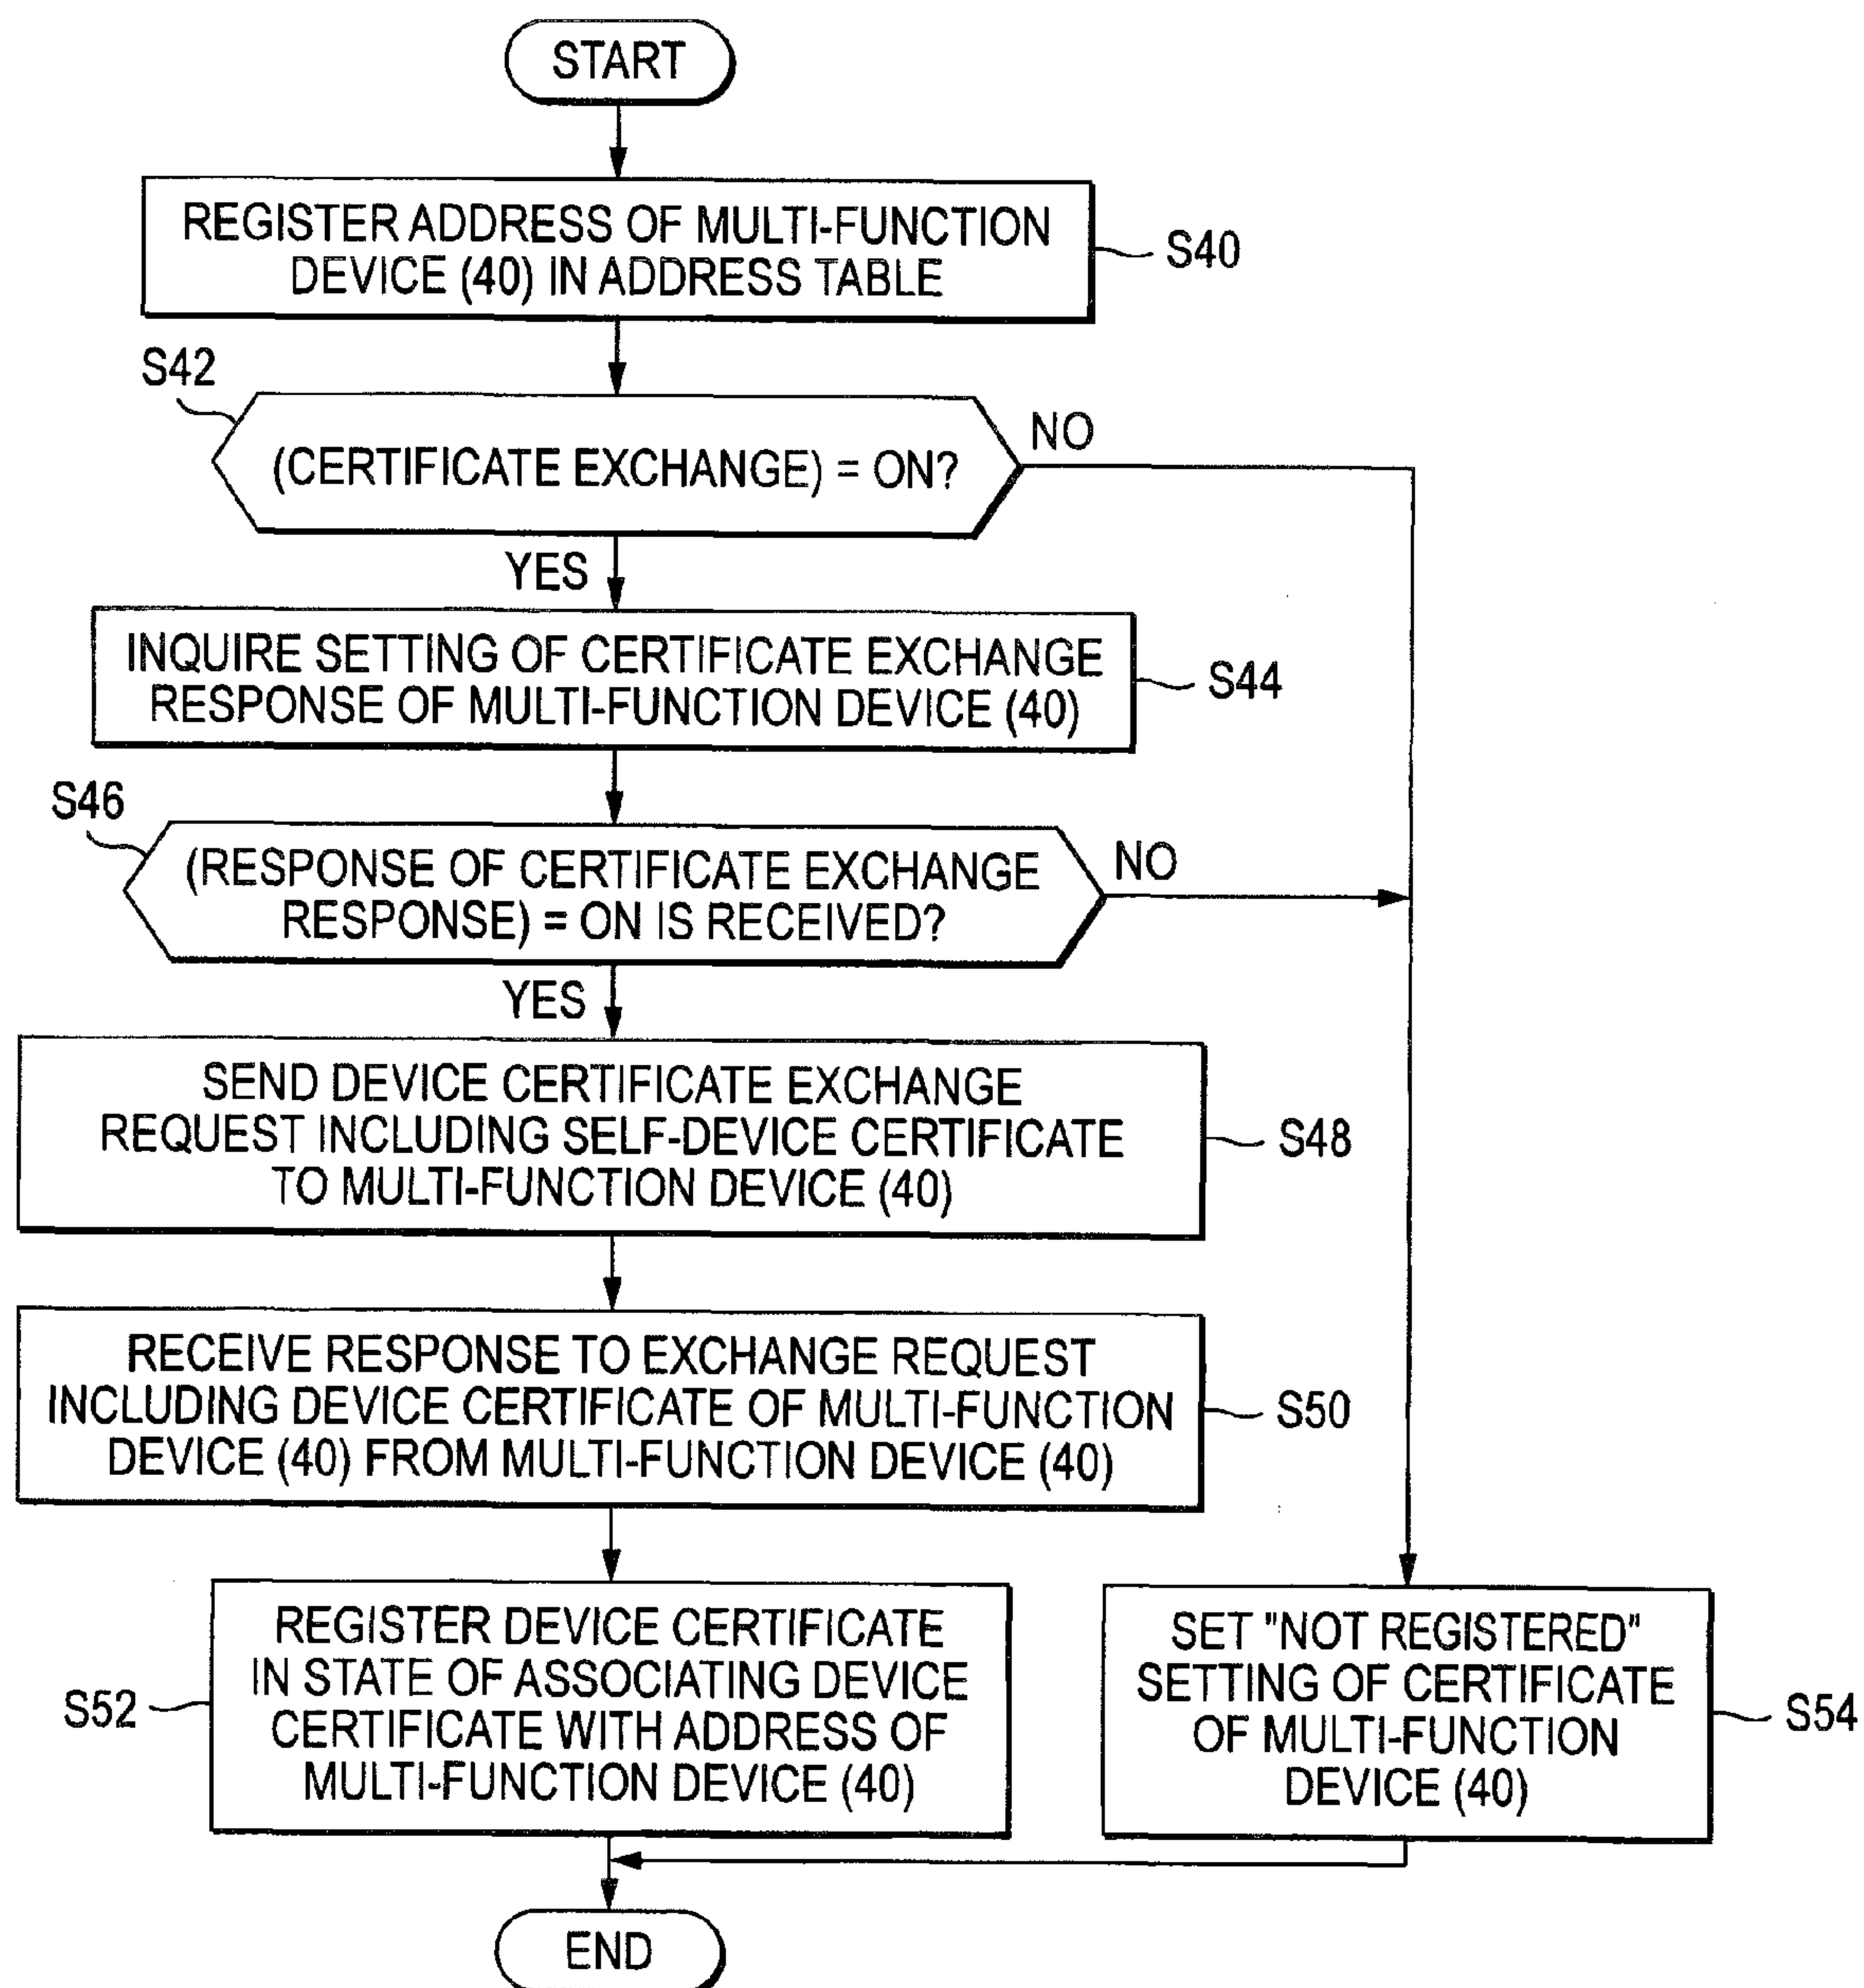 START
REGISTER ADDRESS OF MULTI-FUNCTION
DEVICE (40) IN ADDRESS TABLE
S40
S42
(CERTIFICATE EXCHANGE) = ON?
NO
YES
INQUIRE SETTING OF CERTIFICATE EXCHANGE
RESPONSE OF MULTI-FUNCTION DEVICE (40)
S44
S46
(RESPONSE OF CERTIFICATE EXCHANGE
RESPONSE) = ON IS RECEIVED?
NO
YES
SEND DEVICE CERTIFICATE EXCHANGE
REQUEST INCLUDING SELF-DEVICE CERTIFICATE
TO MULTI-FUNCTION DEVICE (40)
S48
RECEIVE RESPONSE TO EXCHANGE REQUEST
INCLUDING DEVICE CERTIFICATE OF MULTI-FUNCTION
DEVICE (40) FROM MULTI-FUNCTION DEVICE (40)
S50
REGISTER DEVICE CERTIFICATE
IN STATE OF ASSOCIATING DEVICE
CERTIFICATE WITH ADDRESS OF
MULTI-FUNCTION DEVICE (40)
S52
SET "NOT REGISTERED"
SETTING OF CERTIFICATE
OF MULTI-FUNCTION
DEVICE (40)
S54
END